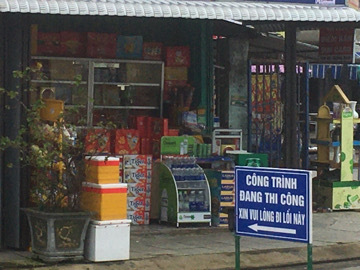 CÔNG TRÌNH
ĐANG THI CÔNG
XIN VUI LÒNG ĐI LỐI NÀY